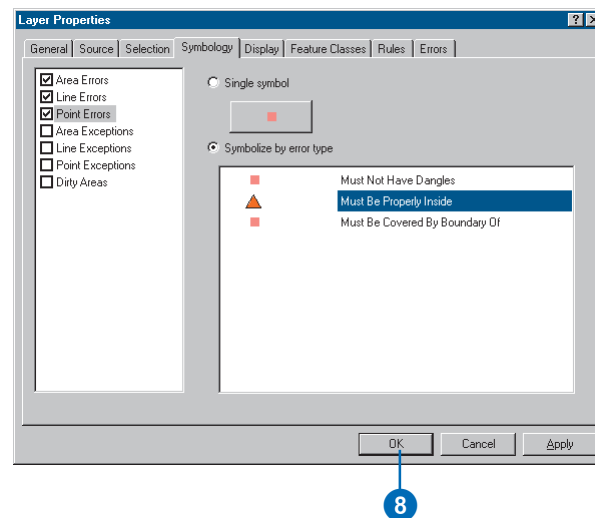 Layer Properties
? ×
General Source Selection Symbology Display Feature Classes Rules Errors
Area Errors
Line Errors
Point Errors
Area Exceptions
Line Exceptions
Point Exceptions
Dirty Areas
Single symbol
Symbolize by error type
Must Not Have Dangles
Must Be Properly Inside
Must Be Covered By Boundary Of
OK Cancel Apply
8